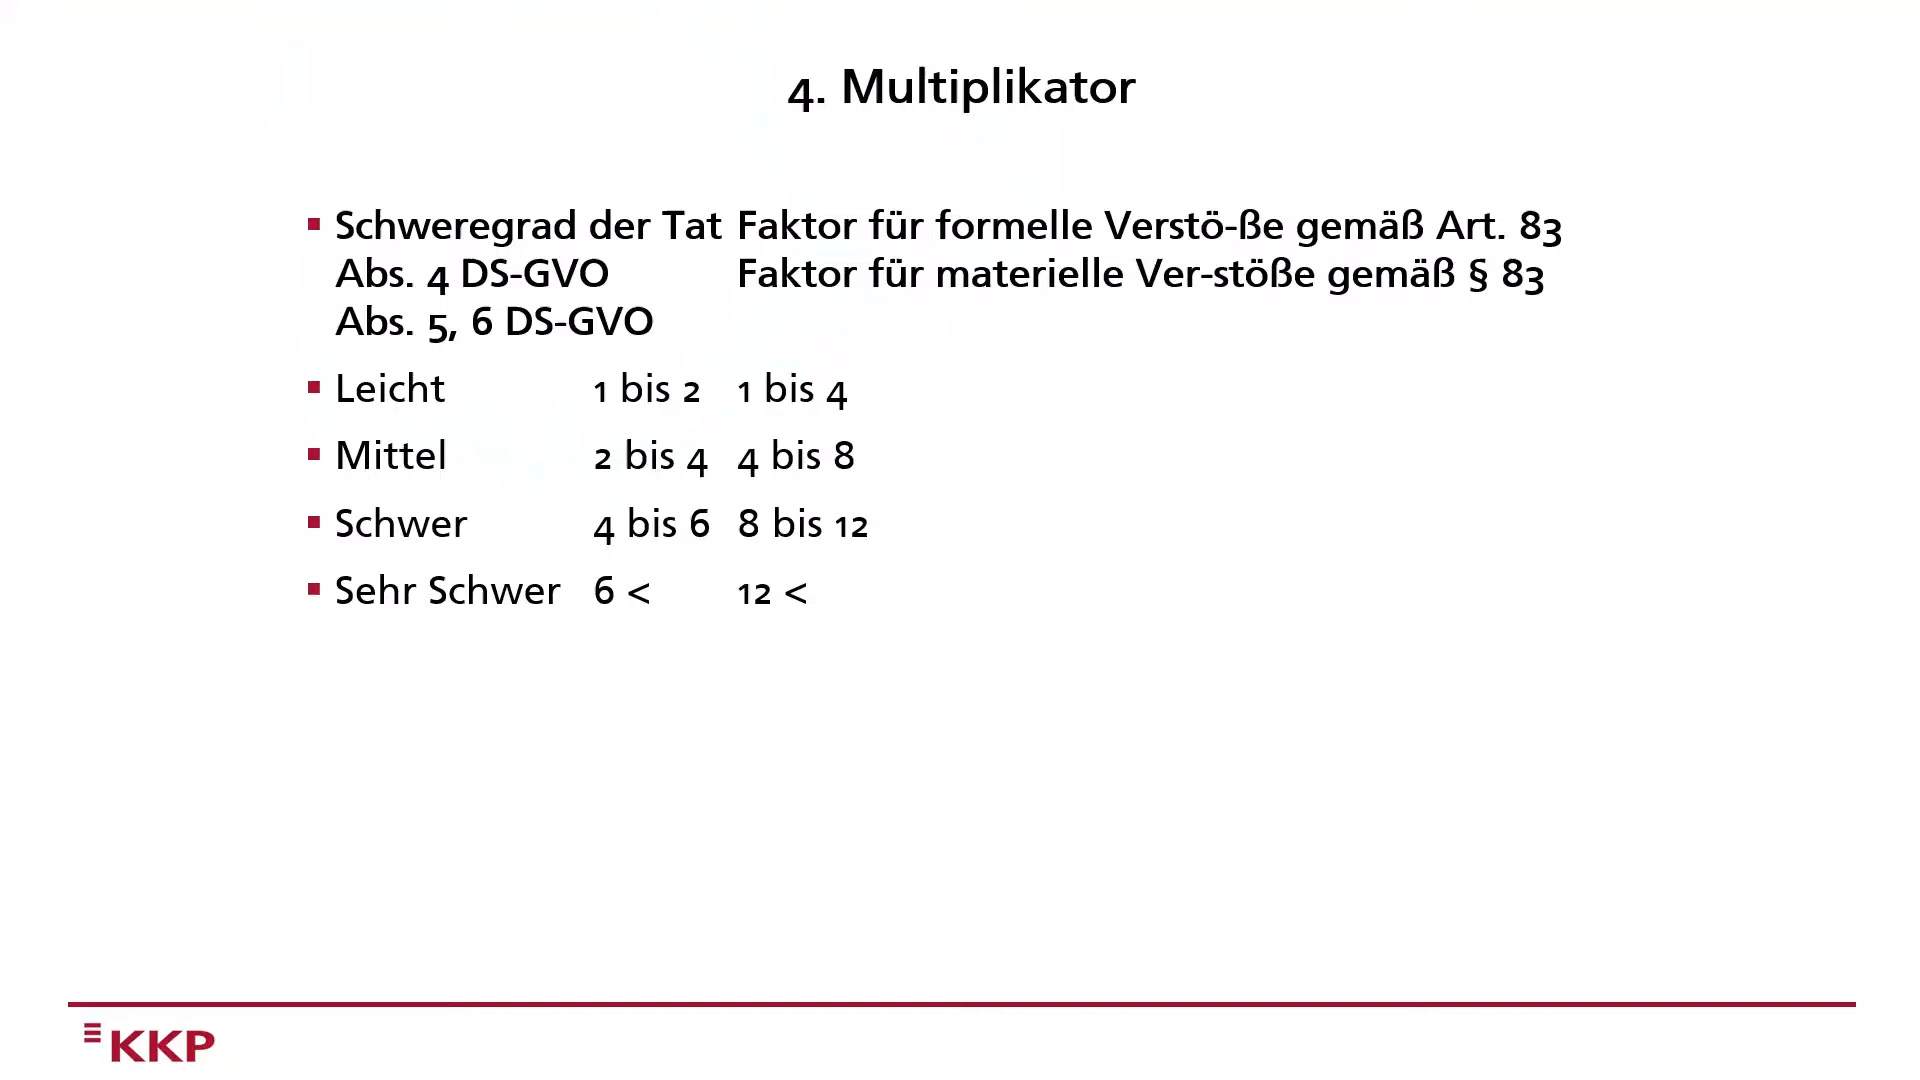 4. Multiplikator
Schweregrad der Tat Faktor für formelle Verstö-ße gemäß Art. 83
Abs. 4 DS-GVO Faktor für materielle Ver-stöße gemäß § 83
Abs. 5, 6 DS-GVO
Leicht 1 bis 2 1 bis 4
Mittel 2 bis 4 4 bis 8
Schwer 4 bis 6 8 bis 12
Sehr Schwer 6 < 12 <
KKP